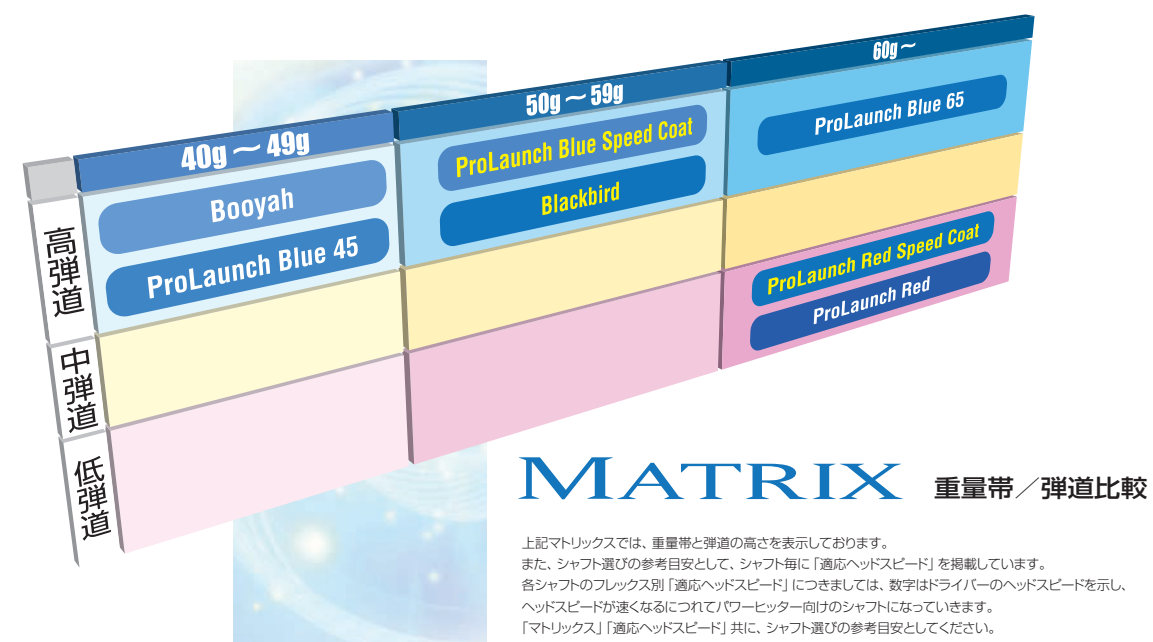 40g～49g
50g～59g
60g～
高弾道
Booyah
ProLaunch Blue 45
ProLaunch Blue Speed Coat
Blackbird
ProLaunch Blue 65
中弾道
低弾道
ProLaunch Red Speed Coat
ProLaunch Red
MATRIX 重量帯／弾道比較
上記マトリックスでは、重量帯と弾道の高さを表示しております。
また、シャフト選びの参考目安として、シャフト毎に「適応ヘッドスピード」を掲載しています。
各シャフトのフレックス別「適応ヘッドスピード」につきましては、数字はドライバーのヘッドスピードを示し、
ヘッドスピードが速くなるにつれてパワーヒッター向けのシャフトになっていきます。
「マトリックス」「適応ヘッドスピード」共に、シャフト選びの参考目安としてください。